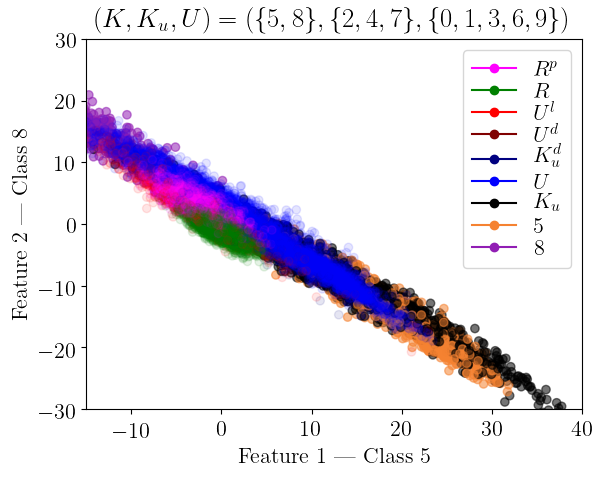 (K, K_u, U) = ({5, 8}, {2, 4, 7}, {0, 1, 3, 6, 9})
30
20
10
0
−10
−20
−30
Feature 2 — Class 8
R^p
R
U^l
U^d
K_u^d
U
K_u
5
8
−10 0 10 20 30 40
Feature 1 — Class 5